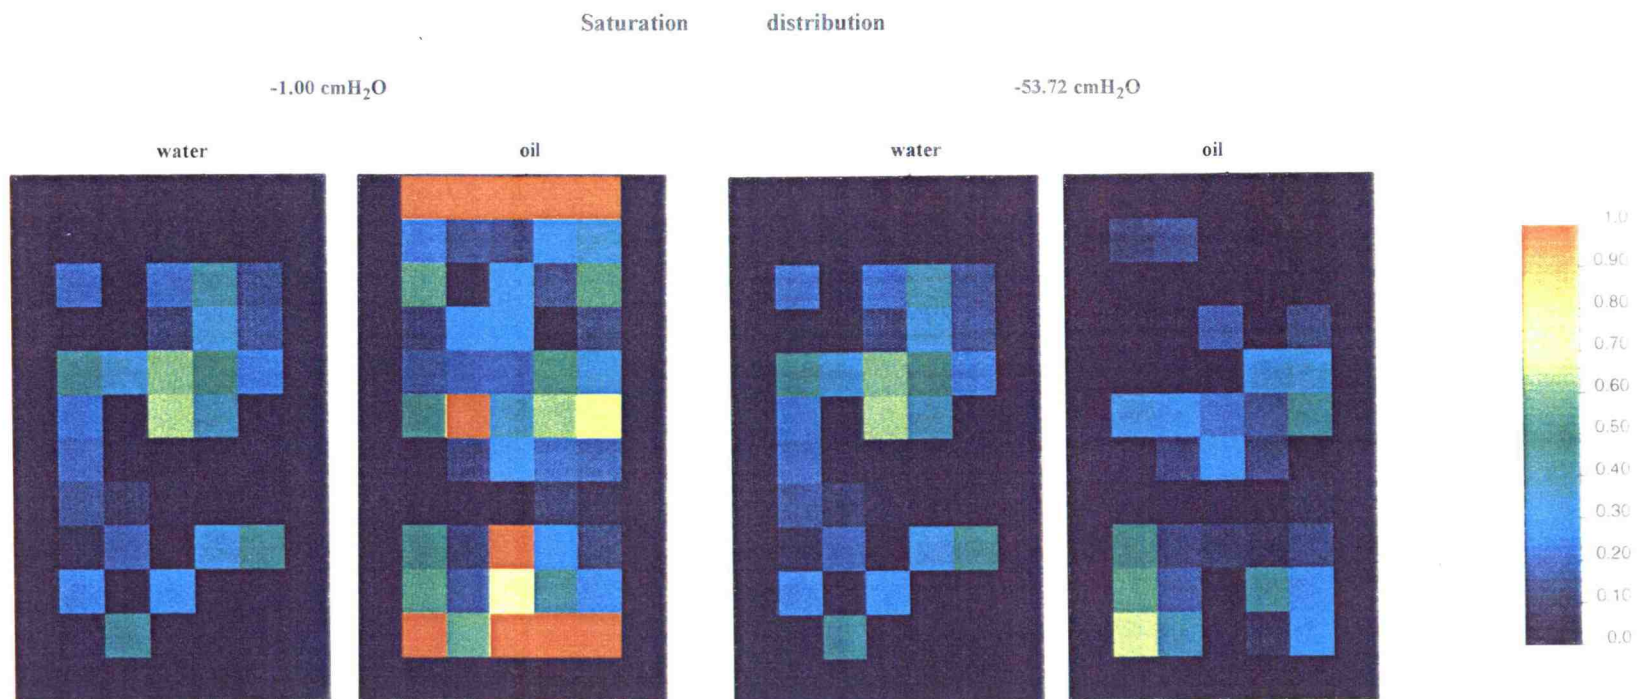 Saturation distribution
-1.00 cmH₂O
-53.72 cmH₂O
water
oil
water
oil
1.0
0.90
0.80
0.70
0.60
0.50
0.40
0.30
0.20
0.10
0.0